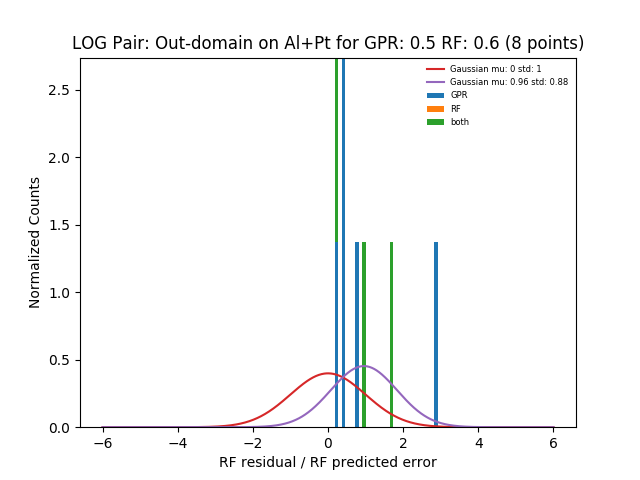 LOG Pair: Out-domain on Al+Pt for GPR: 0.5 RF: 0.6 (8 points)
Gaussian mu: 0 std: 1
Gaussian mu: 0.96 std: 0.88
GPR
RF
both
Normalized Counts
2.5
2.0
1.5
1.0
0.5
0.0
−6 −4 −2 0 2 4 6
RF residual / RF predicted error